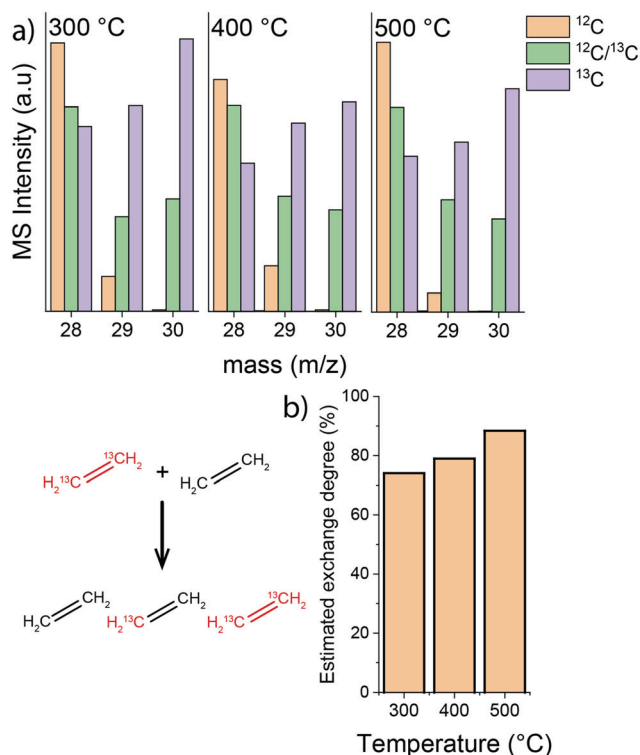 a)
300 °C
400 °C
500 °C
¹²C
¹²C/¹³C
¹³C
MS Intensity (a.u)
28 29 30
28 29 30
28 29 30
mass (m/z)
H₂¹³C ¹³CH₂ + H₂C CH₂
H₂C CH₂ H₂¹³C CH₂ H₂¹³C ¹³CH₂
b)
Estimated exchange degree (%)
100
80
60
40
20
0
300 400 500
Temperature (°C)